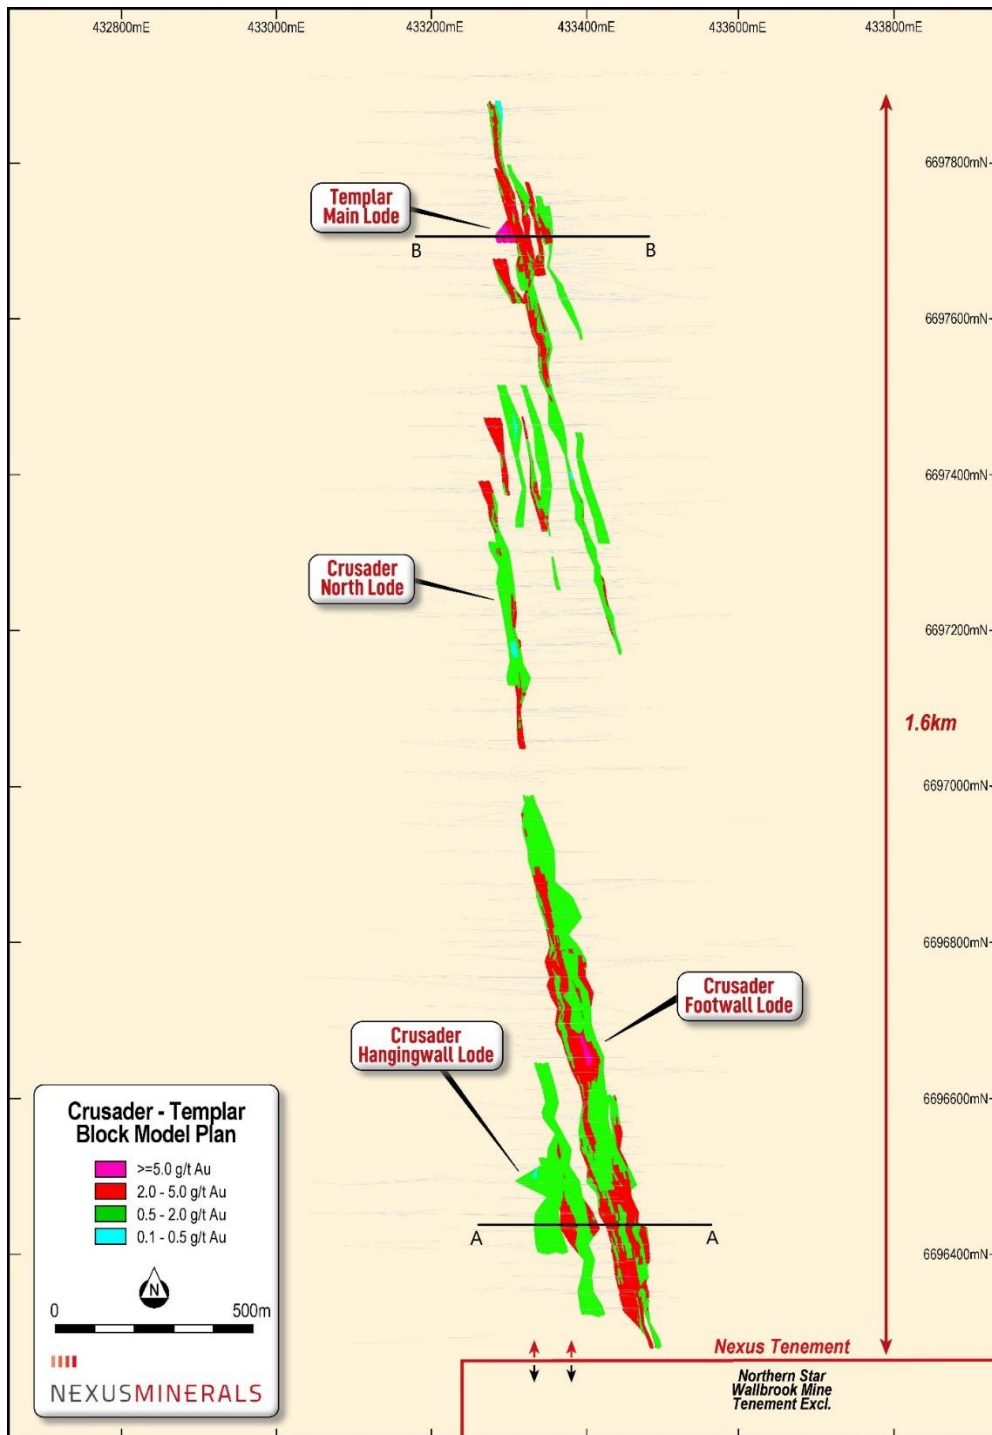 432800mE 433000mE 433200mE 433400mE 433600mE 433800mE
6697800mN
Templar
Main Lode
B B
6697600mN
6697400mN
Crusader
North Lode
6697200mN
1.6km
6697000mN
6696800mN
Crusader
Footwall Lode
Crusader
Hangingwall Lode
6696600mN
A A
6696400mN
Crusader - Templar
Block Model Plan
>=5.0 g/t Au
2.0 - 5.0 g/t Au
0.5 - 2.0 g/t Au
0.1 - 0.5 g/t Au
N
0 500m
NEXUSMINERALS
Nexus Tenement
Northern Star
Wallbrook Mine
Tenement Excl.